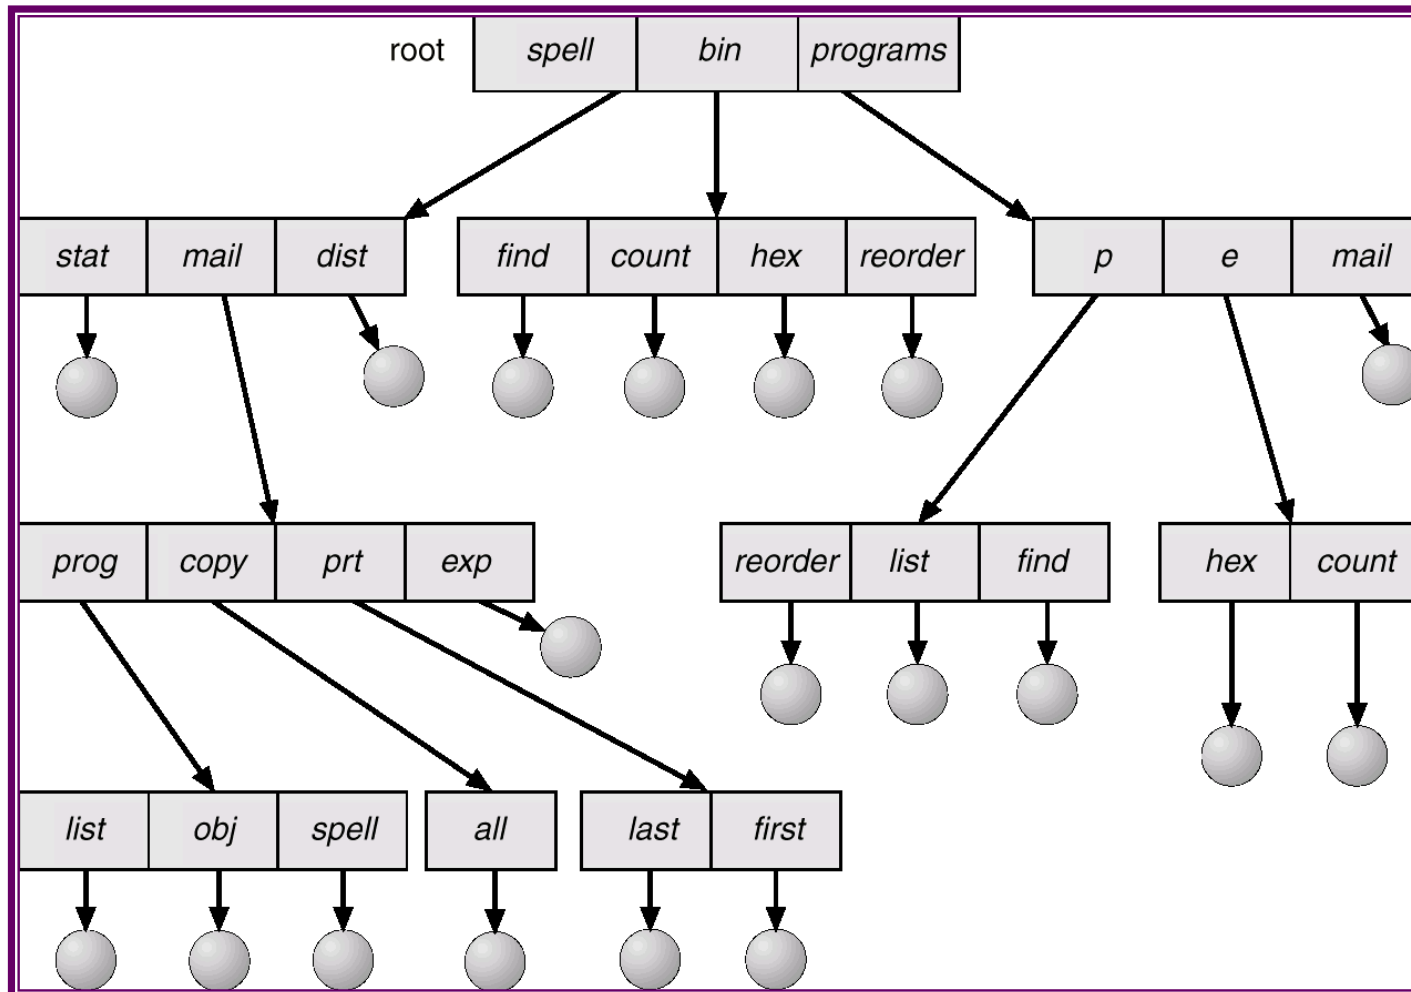 root spell bin programs
stat mail dist find count hex reorder p e mail
prog copy prt exp reorder list find hex count
list obj spell all last first